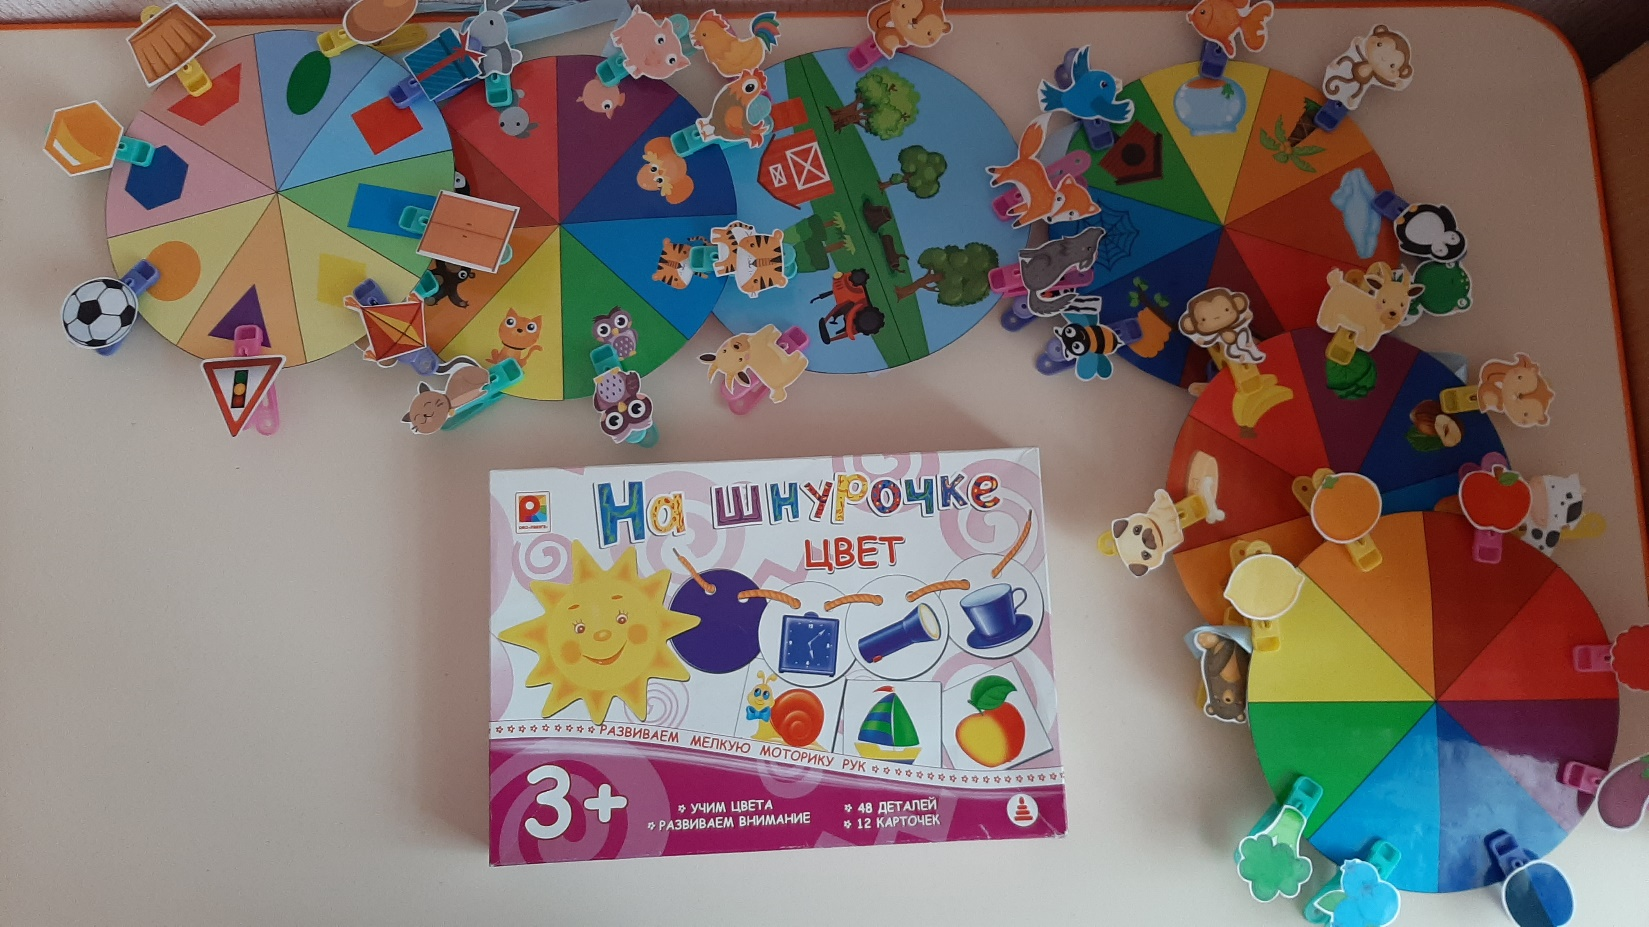 На шнурочке
ЦВЕТ
РАЗВИВАЕМ МЕЛКУЮ МОТОРИКУ РУК
3+
УЧИМ ЦВЕТА
РАЗВИВАЕМ ВНИМАНИЕ
48 ДЕТАЛЕЙ
12 КАРТОЧЕК